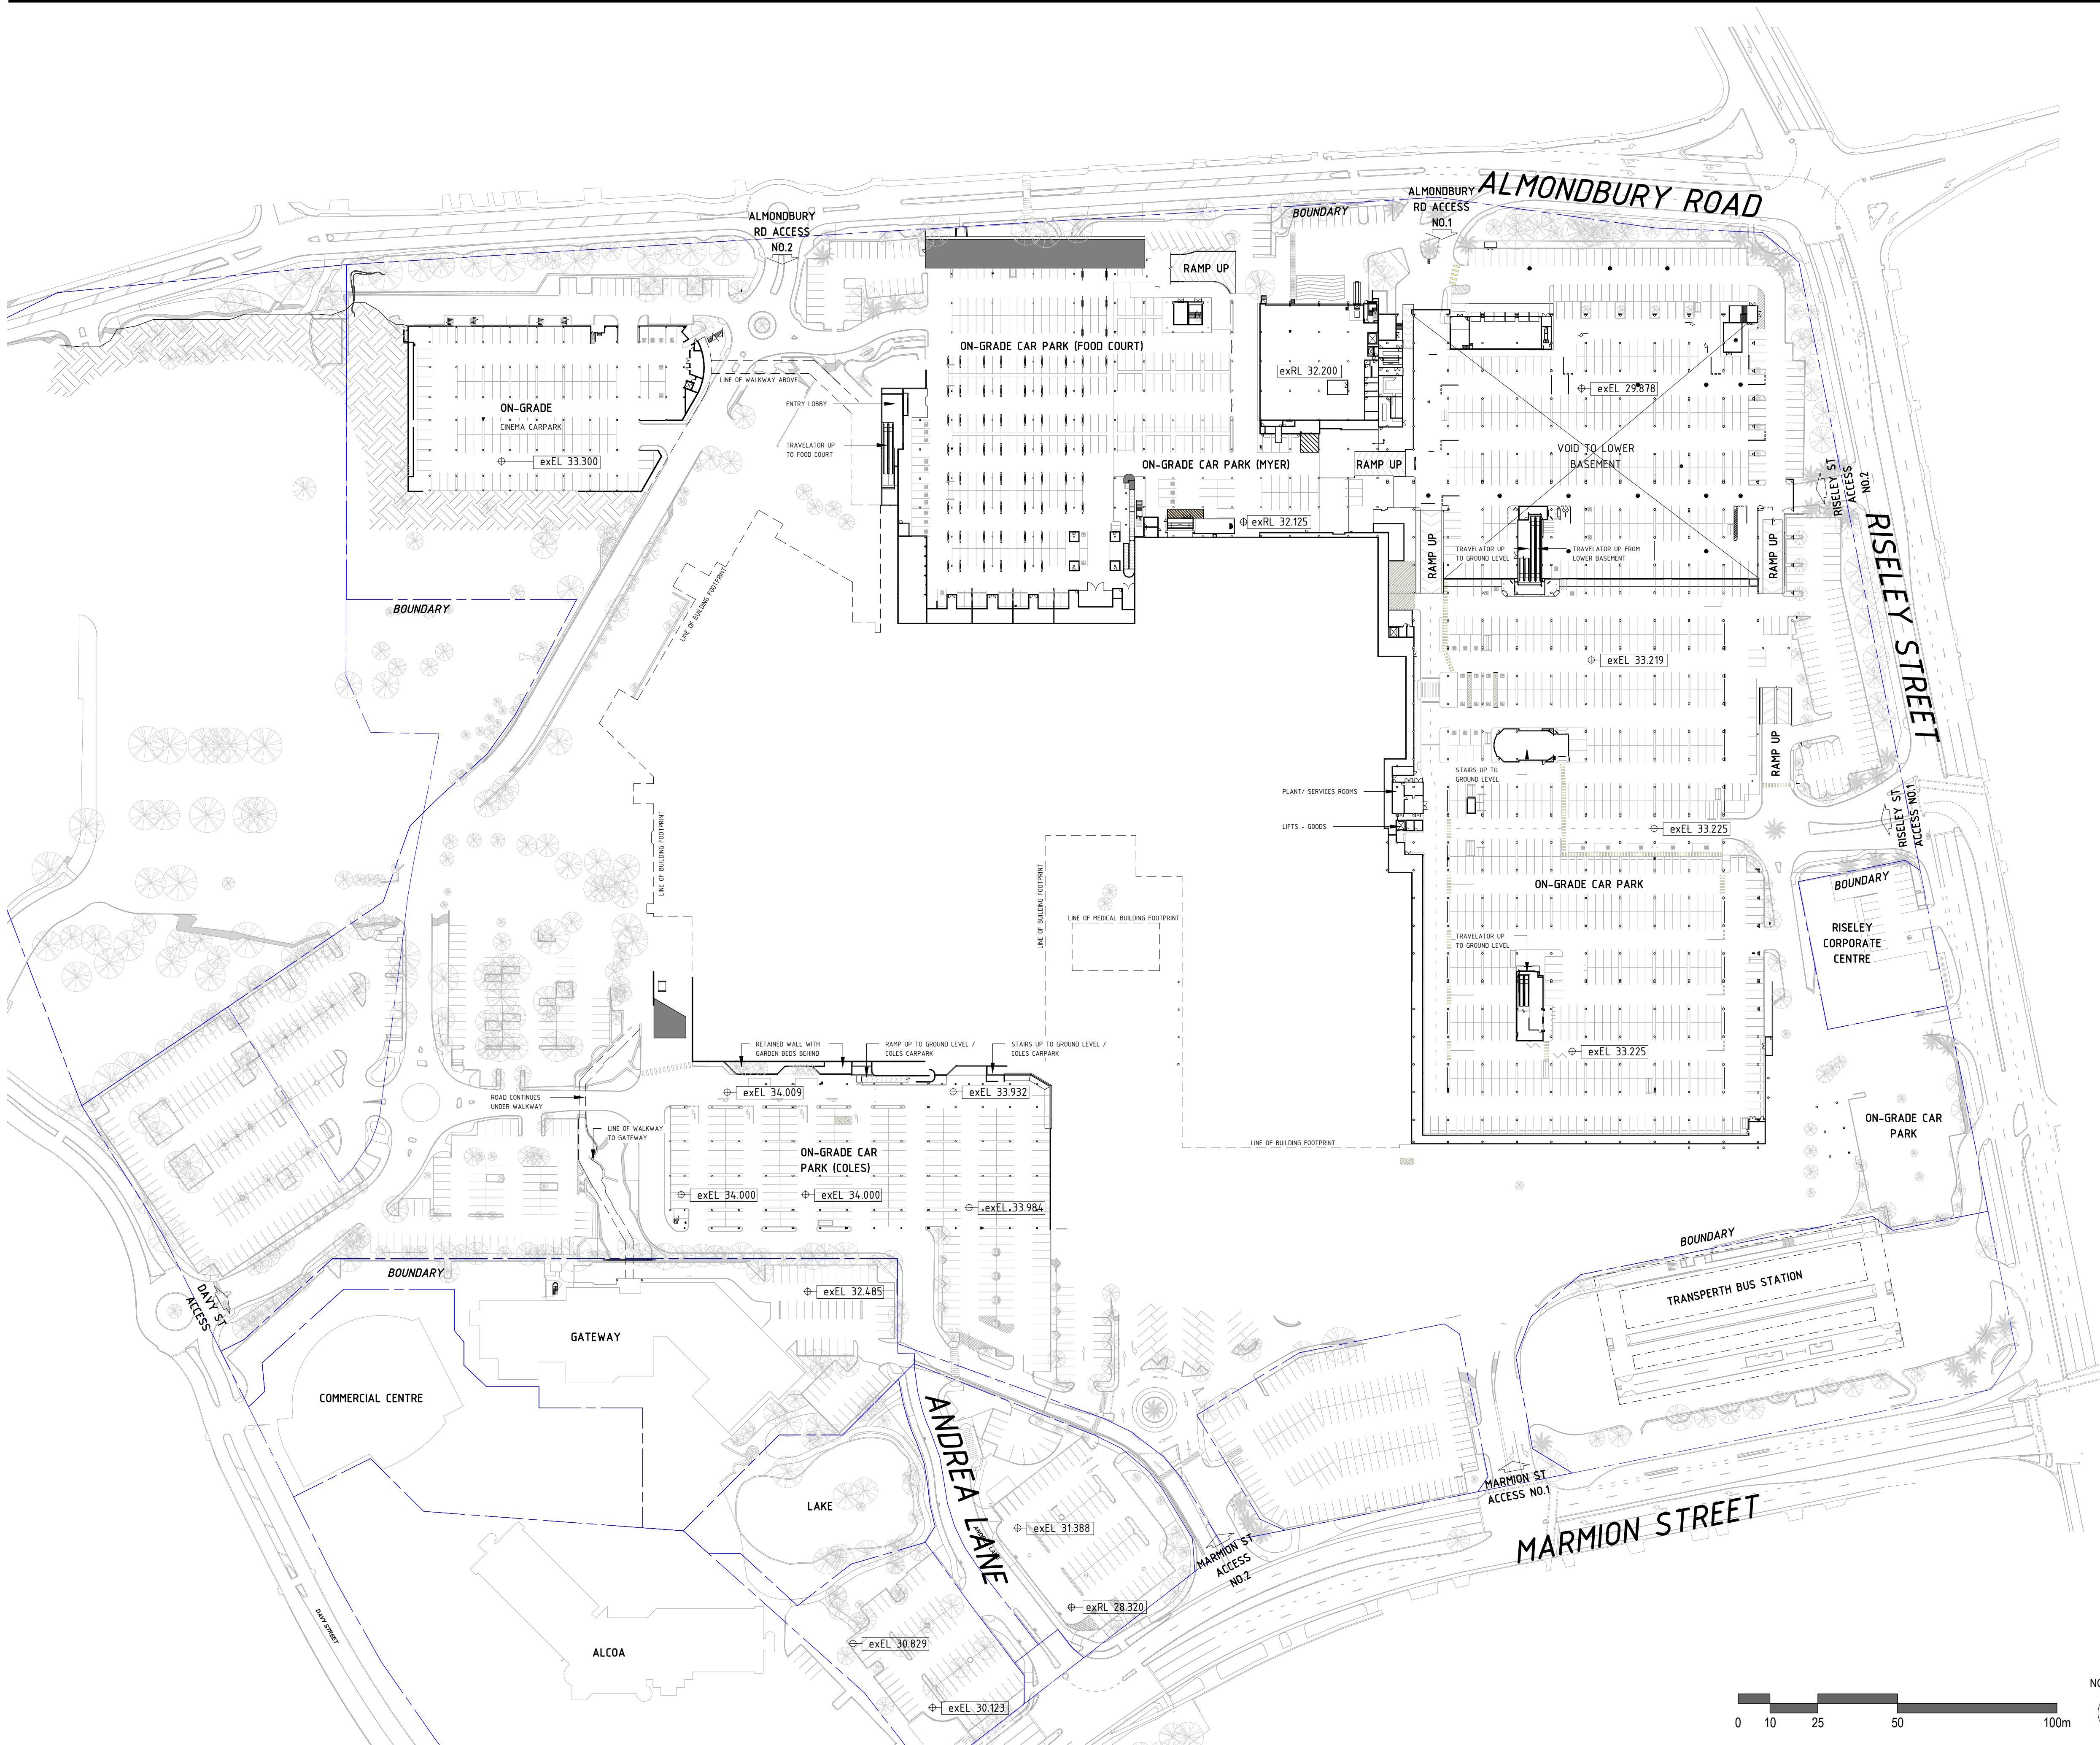 ALMONDBURY ROAD
ALMONDBURY
RD ACCESS
NO.1
BOUNDARY
ALMONDBURY
RD ACCESS
NO.2
RAMP UP
ON-GRADE CAR PARK (FOOD COURT)
exRL 32.200
exEL 29.878
LINE OF WALKWAY ABOVE
ENTRY LOBBY
ON-GRADE
CINEMA CARPARK
TRAVELATOR UP
TO FOOD COURT
exEL 33.300
ON-GRADE CAR PARK (MYER)
RAMP UP
VOID TO LOWER
BASEMENT
RISELEY ST
ACCESS
NO.2
RISELEY STREET
exRL 32.125
RAMP UP
TRAVELATOR UP
TO GROUND LEVEL
TRAVELATOR UP FROM
LOWER BASEMENT
RAMP UP
BOUNDARY
LINE OF BUILDING FOOTPRINT
exEL 33.219
RAMP UP
STAIRS UP TO
GROUND LEVEL
PLANT/ SERVICES ROOMS
LIFTS - GOODS
exEL 33.225
RISELEY ST
ACCESS NO.1
LINE OF BUILDING FOOTPRINT
LINE OF BUILDING FOOTPRINT
LINE OF MEDICAL BUILDING FOOTPRINT
ON-GRADE CAR PARK
BOUNDARY
RISELEY
CORPORATE
CENTRE
TRAVELATOR UP
TO GROUND LEVEL
exEL 33.225
RETAINED WALL WITH
GARDEN BEDS BEHIND
RAMP UP TO GROUND LEVEL /
COLES CARPARK
STAIRS UP TO GROUND LEVEL /
COLES CARPARK
exEL 34.009
exEL 33.932
ROAD CONTINUES
UNDER WALKWAY
LINE OF WALKWAY
TO GATEWAY
ON-GRADE CAR
PARK (COLES)
LINE OF BUILDING FOOTPRINT
ON-GRADE CAR
PARK
exEL 34.000
exEL 34.000
exEL 33.984
BOUNDARY
BOUNDARY
DAVY ST
ACCESS
exEL 32.485
TRANSPERTH BUS STATION
GATEWAY
COMMERCIAL CENTRE
ANDREA LANE
LAKE
MARMION ST
ACCESS NO.1
MARMION STREET
exEL 31.388
MARMION ST
ACCESS
NO.2
exRL 28.320
DAVY STREET
ALCOA
exEL 30.829
exEL 30.123
0 10 25 50 100m